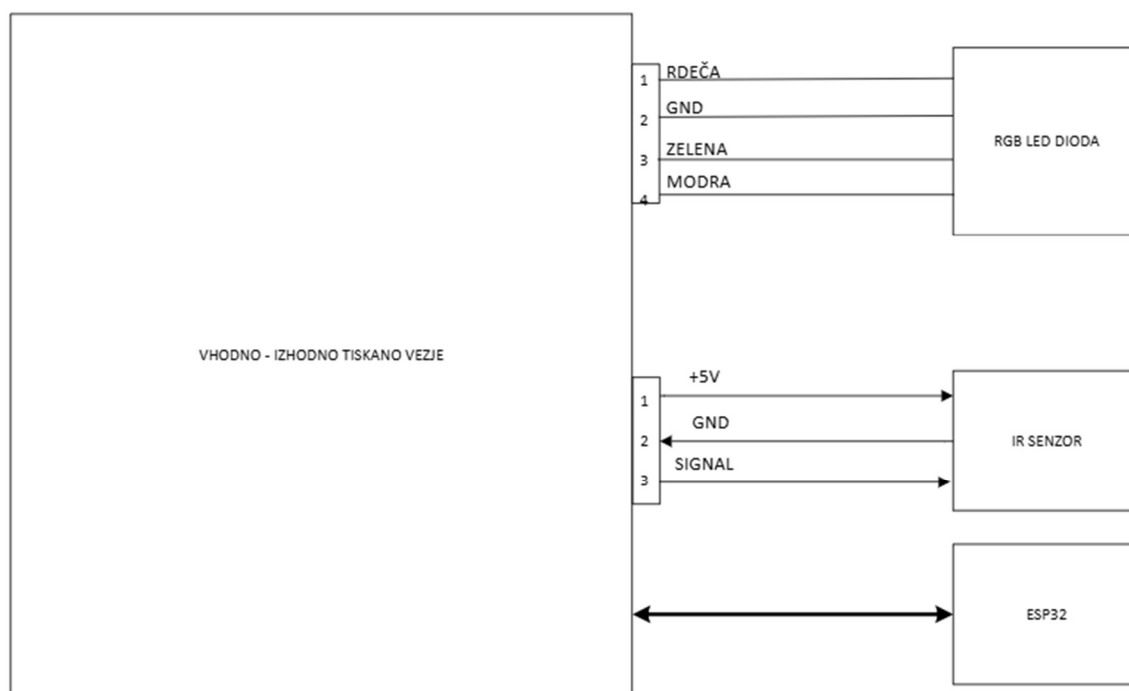 RDEČA
1
GND
2
RGB LED DIODA
ZELENA
3
MODRA
4
VHODNO - IZHODNO TISKANO VEZJE
+5V
1
GND
2
IR SENZOR
SIGNAL
3
ESP32